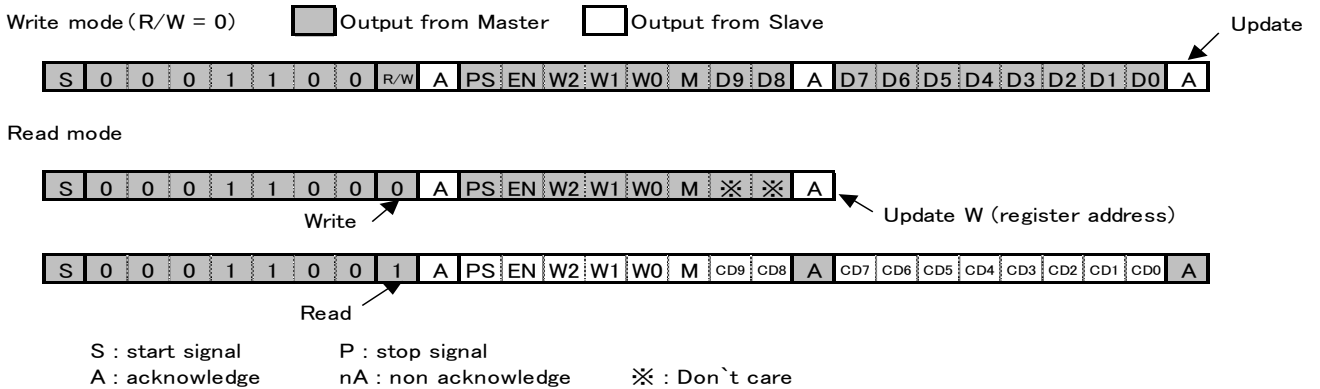 Write mode(R/W = 0) Output from Master Output from Slave Update
S 0 0 0 1 1 0 0 R/W A PS EN W2 W1 W0 M D9 D8 A D7 D6 D5 D4 D3 D2 D1 D0 A
Read mode
S 0 0 0 1 1 0 0 0 A PS EN W2 W1 W0 M ※ ※ A
Write Update W (register address)
S 0 0 0 1 1 0 0 1 A PS EN W2 W1 W0 M CD9 CD8 A CD7 CD6 CD5 CD4 CD3 CD2 CD1 CD0 A
Read
S : start signal P : stop signal
A : acknowledge nA : non acknowledge ※ : Don`t care